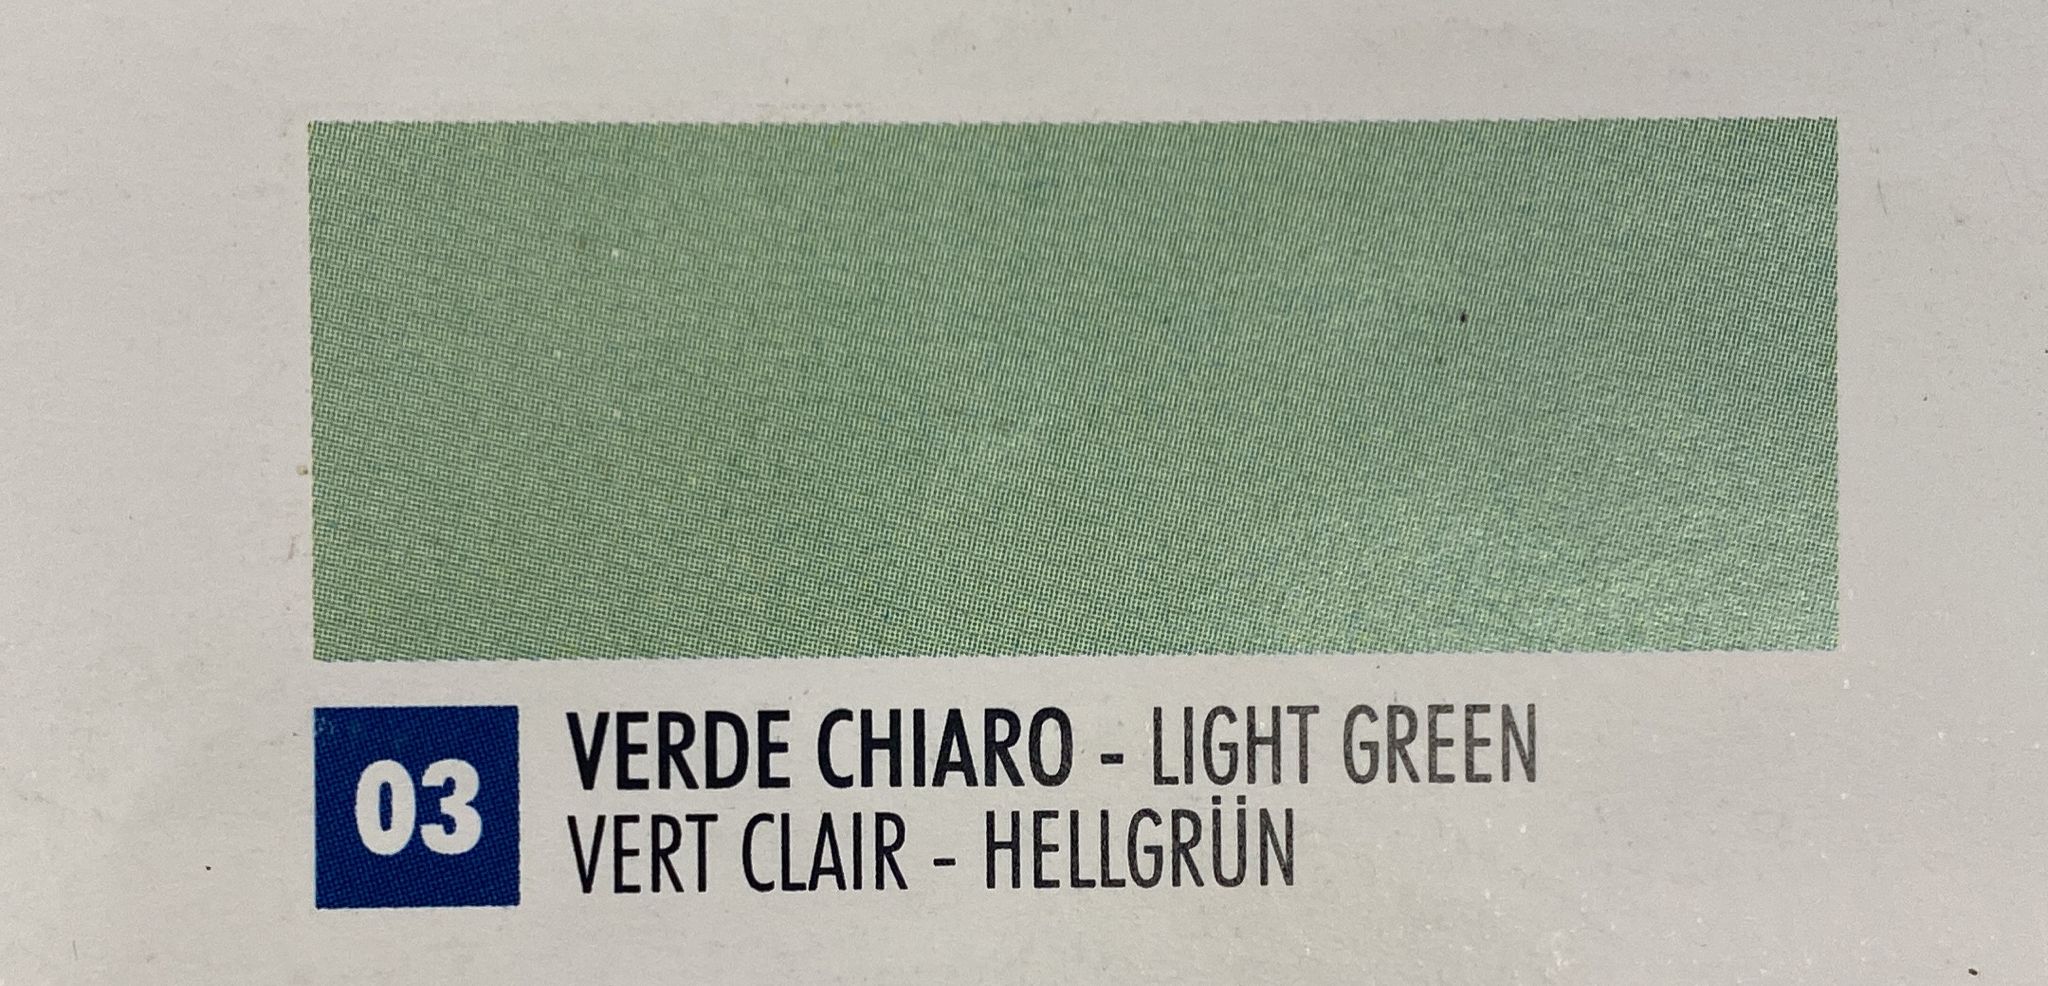 03
VERDE CHIARO - LIGHT GREEN
VERT CLAIR - HELLGRÜN